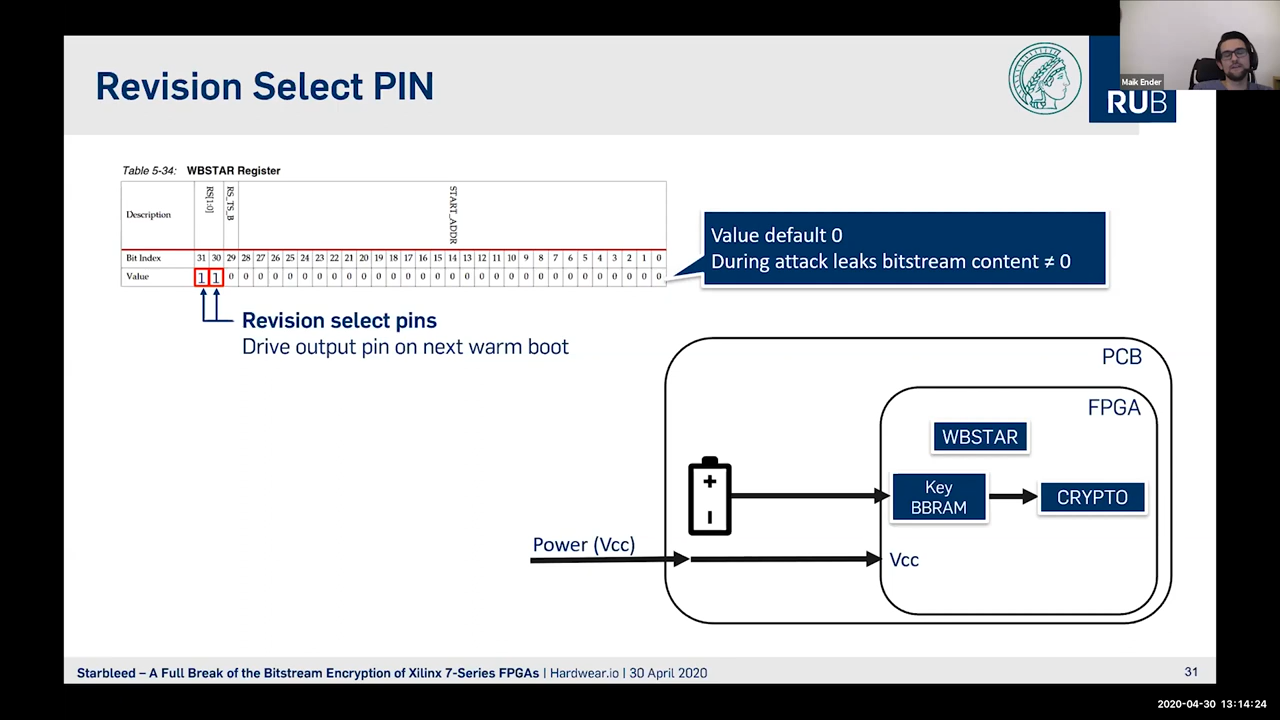 Revision Select PIN
Maik Ender
RUB
Table 5-34: WBSTAR Register
Description
RS[1:0]
RS_TS_B
START_ADDR
Bit Index 31 30 29 28 27 26 25 24 23 22 21 20 19 18 17 16 15 14 13 12 11 10 9 8 7 6 5 4 3 2 1 0
Value 1 1 0 0 0 0 0 0 0 0 0 0 0 0 0 0 0 0 0 0 0 0 0 0 0 0 0 0 0 0 0 0
Value default 0
During attack leaks bitstream content ≠ 0
Revision select pins
Drive output pin on next warm boot
PCB
FPGA
WBSTAR
+
Key
BBRAM
CRYPTO
Power (Vcc)
Vcc
Starbleed – A Full Break of the Bitstream Encryption of Xilinx 7-Series FPGAs | Hardwear.io | 30 April 2020
31
2020-04-30 13:14:24